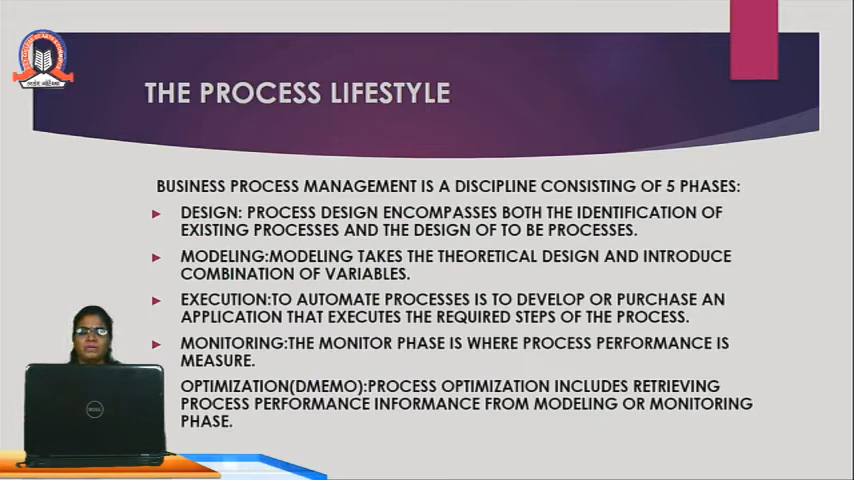 THE PROCESS LIFESTYLE
BUSINESS PROCESS MANAGEMENT IS A DISCIPLINE CONSISTING OF 5 PHASES:
DESIGN: PROCESS DESIGN ENCOMPASSES BOTH THE IDENTIFICATION OF
EXISTING PROCESSES AND THE DESIGN OF TO BE PROCESSES.
MODELING:MODELING TAKES THE THEORETICAL DESIGN AND INTRODUCE
COMBINATION OF VARIABLES.
EXECUTION:TO AUTOMATE PROCESSES IS TO DEVELOP OR PURCHASE AN
APPLICATION THAT EXECUTES THE REQUIRED STEPS OF THE PROCESS.
MONITORING:THE MONITOR PHASE IS WHERE PROCESS PERFORMANCE IS
MEASURE.
OPTIMIZATION(DMEMO):PROCESS OPTIMIZATION INCLUDES RETRIEVING
PROCESS PERFORMANCE INFORMANCE FROM MODELING OR MONITORING
PHASE.
DELL